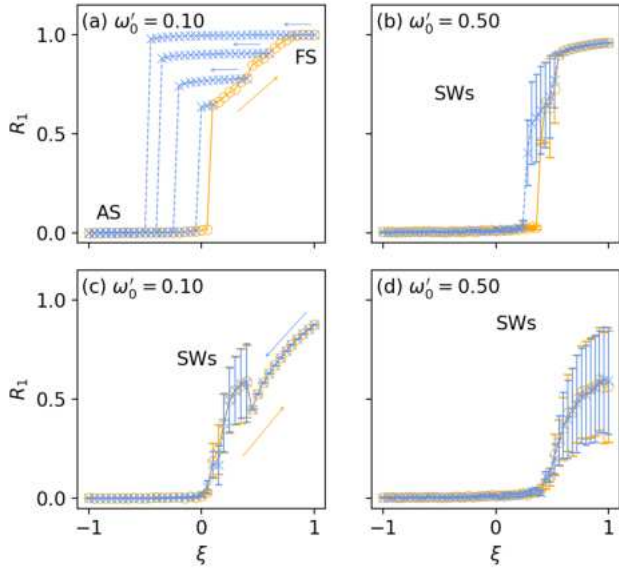 (a) ω′₀ = 0.10
FS
AS
1.0
0.5
0.0
R₁
(b) ω′₀ = 0.50
SWs
(c) ω′₀ = 0.10
SWs
1.0
0.5
0.0
R₁
−1
0
1
ξ
(d) ω′₀ = 0.50
SWs
−1
0
1
ξ